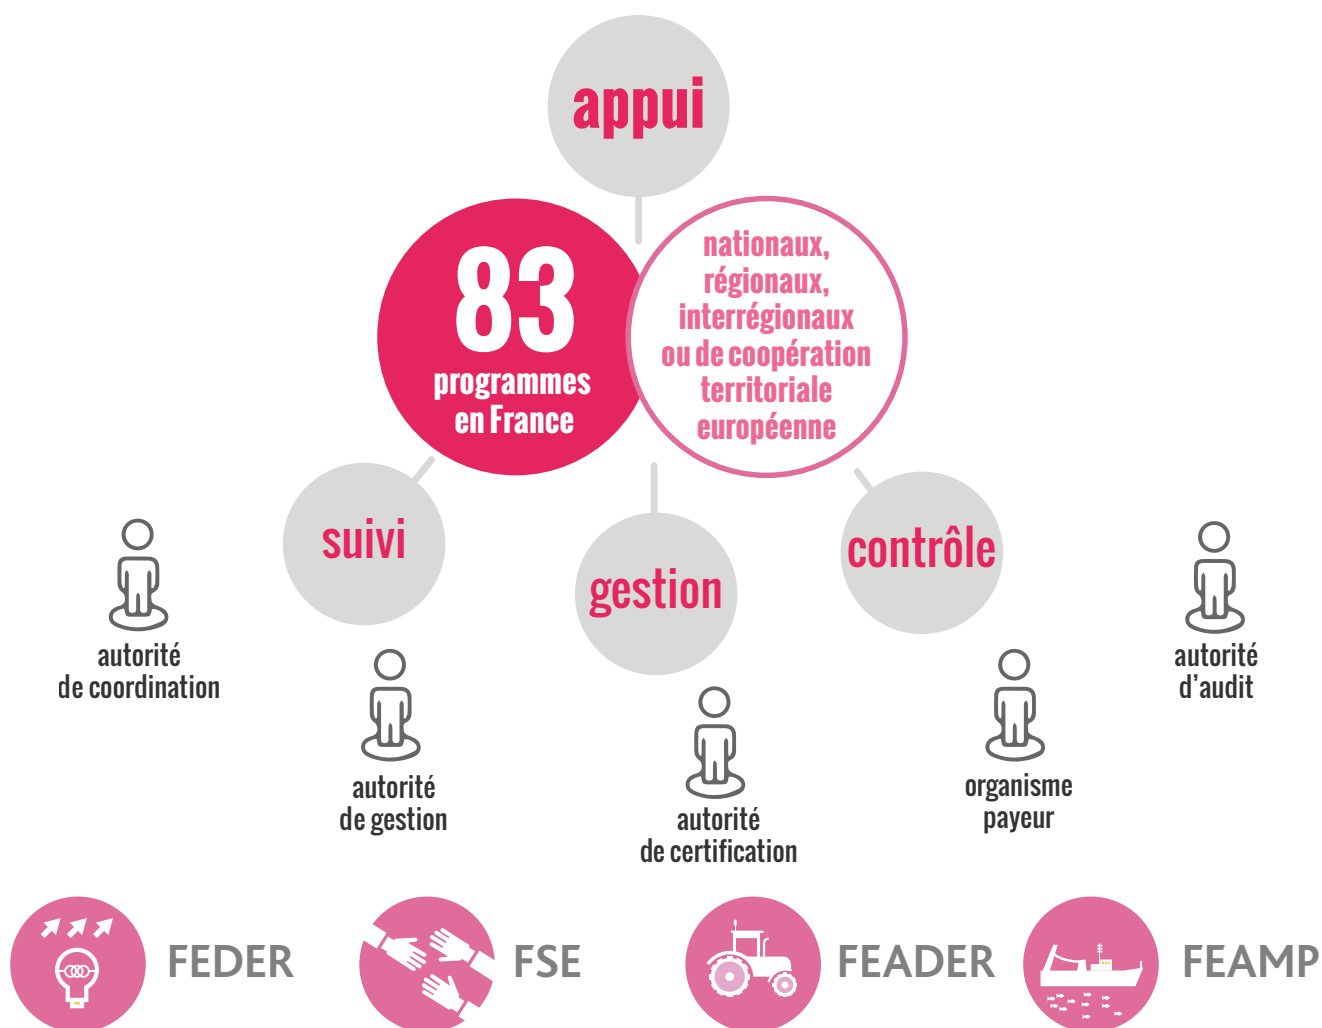 appui
83
programmes
en France
nationaux,
régionaux,
interrégionaux
ou de coopération
territoriale
européenne
suivi
gestion
contrôle
autorité
de coordination
autorité
de gestion
autorité
de certification
organisme
payeur
autorité
d’audit
FEDER
FSE
FEADER
FEAMP